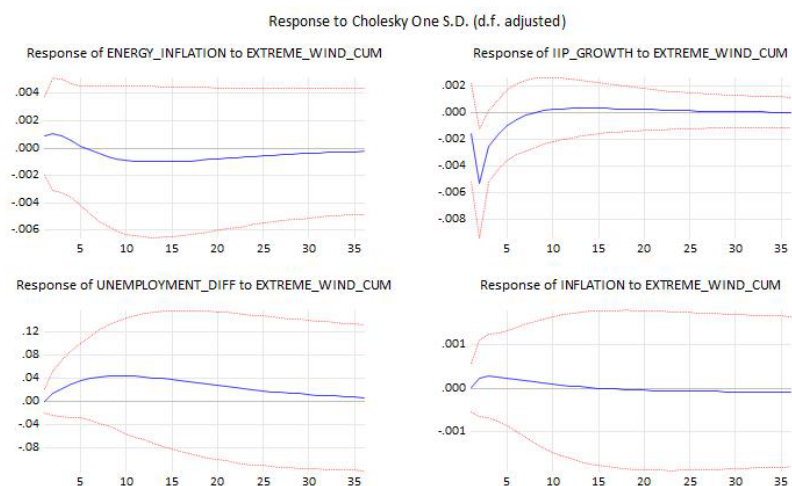 Response to Cholesky One S.D. (d.f. adjusted)
Response of ENERGY_INFLATION to EXTREME_WIND_CUM
.004
.002
.000
-.002
-.004
-.006
5 10 15 20 25 30 35
Response of IIP_GROWTH to EXTREME_WIND_CUM
.002
.000
-.002
-.004
-.006
-.008
5 10 15 20 25 30 35
Response of UNEMPLOYMENT_DIFF to EXTREME_WIND_CUM
.12
.08
.04
.00
-.04
-.08
5 10 15 20 25 30 35
Response of INFLATION to EXTREME_WIND_CUM
.001
.000
-.001
5 10 15 20 25 30 35